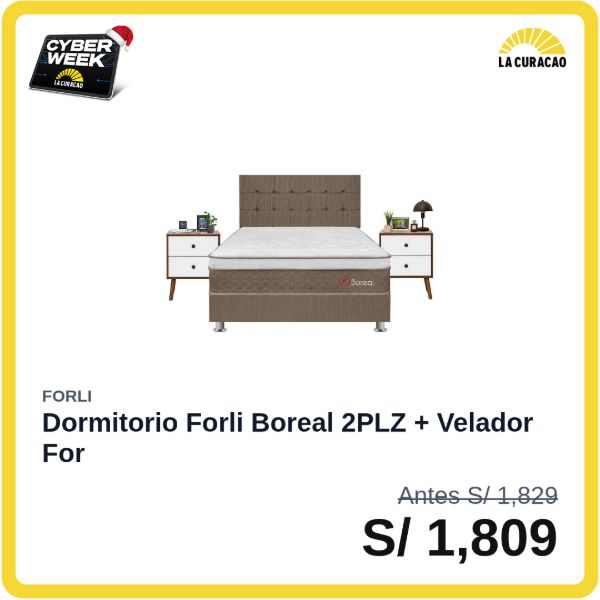 CYBER
WEEK
LA CURACAO
LA CURACAO
FORLI
Dormitorio Forli Boreal 2PLZ + Velador
For
Antes S/ 1,829
S/ 1,809